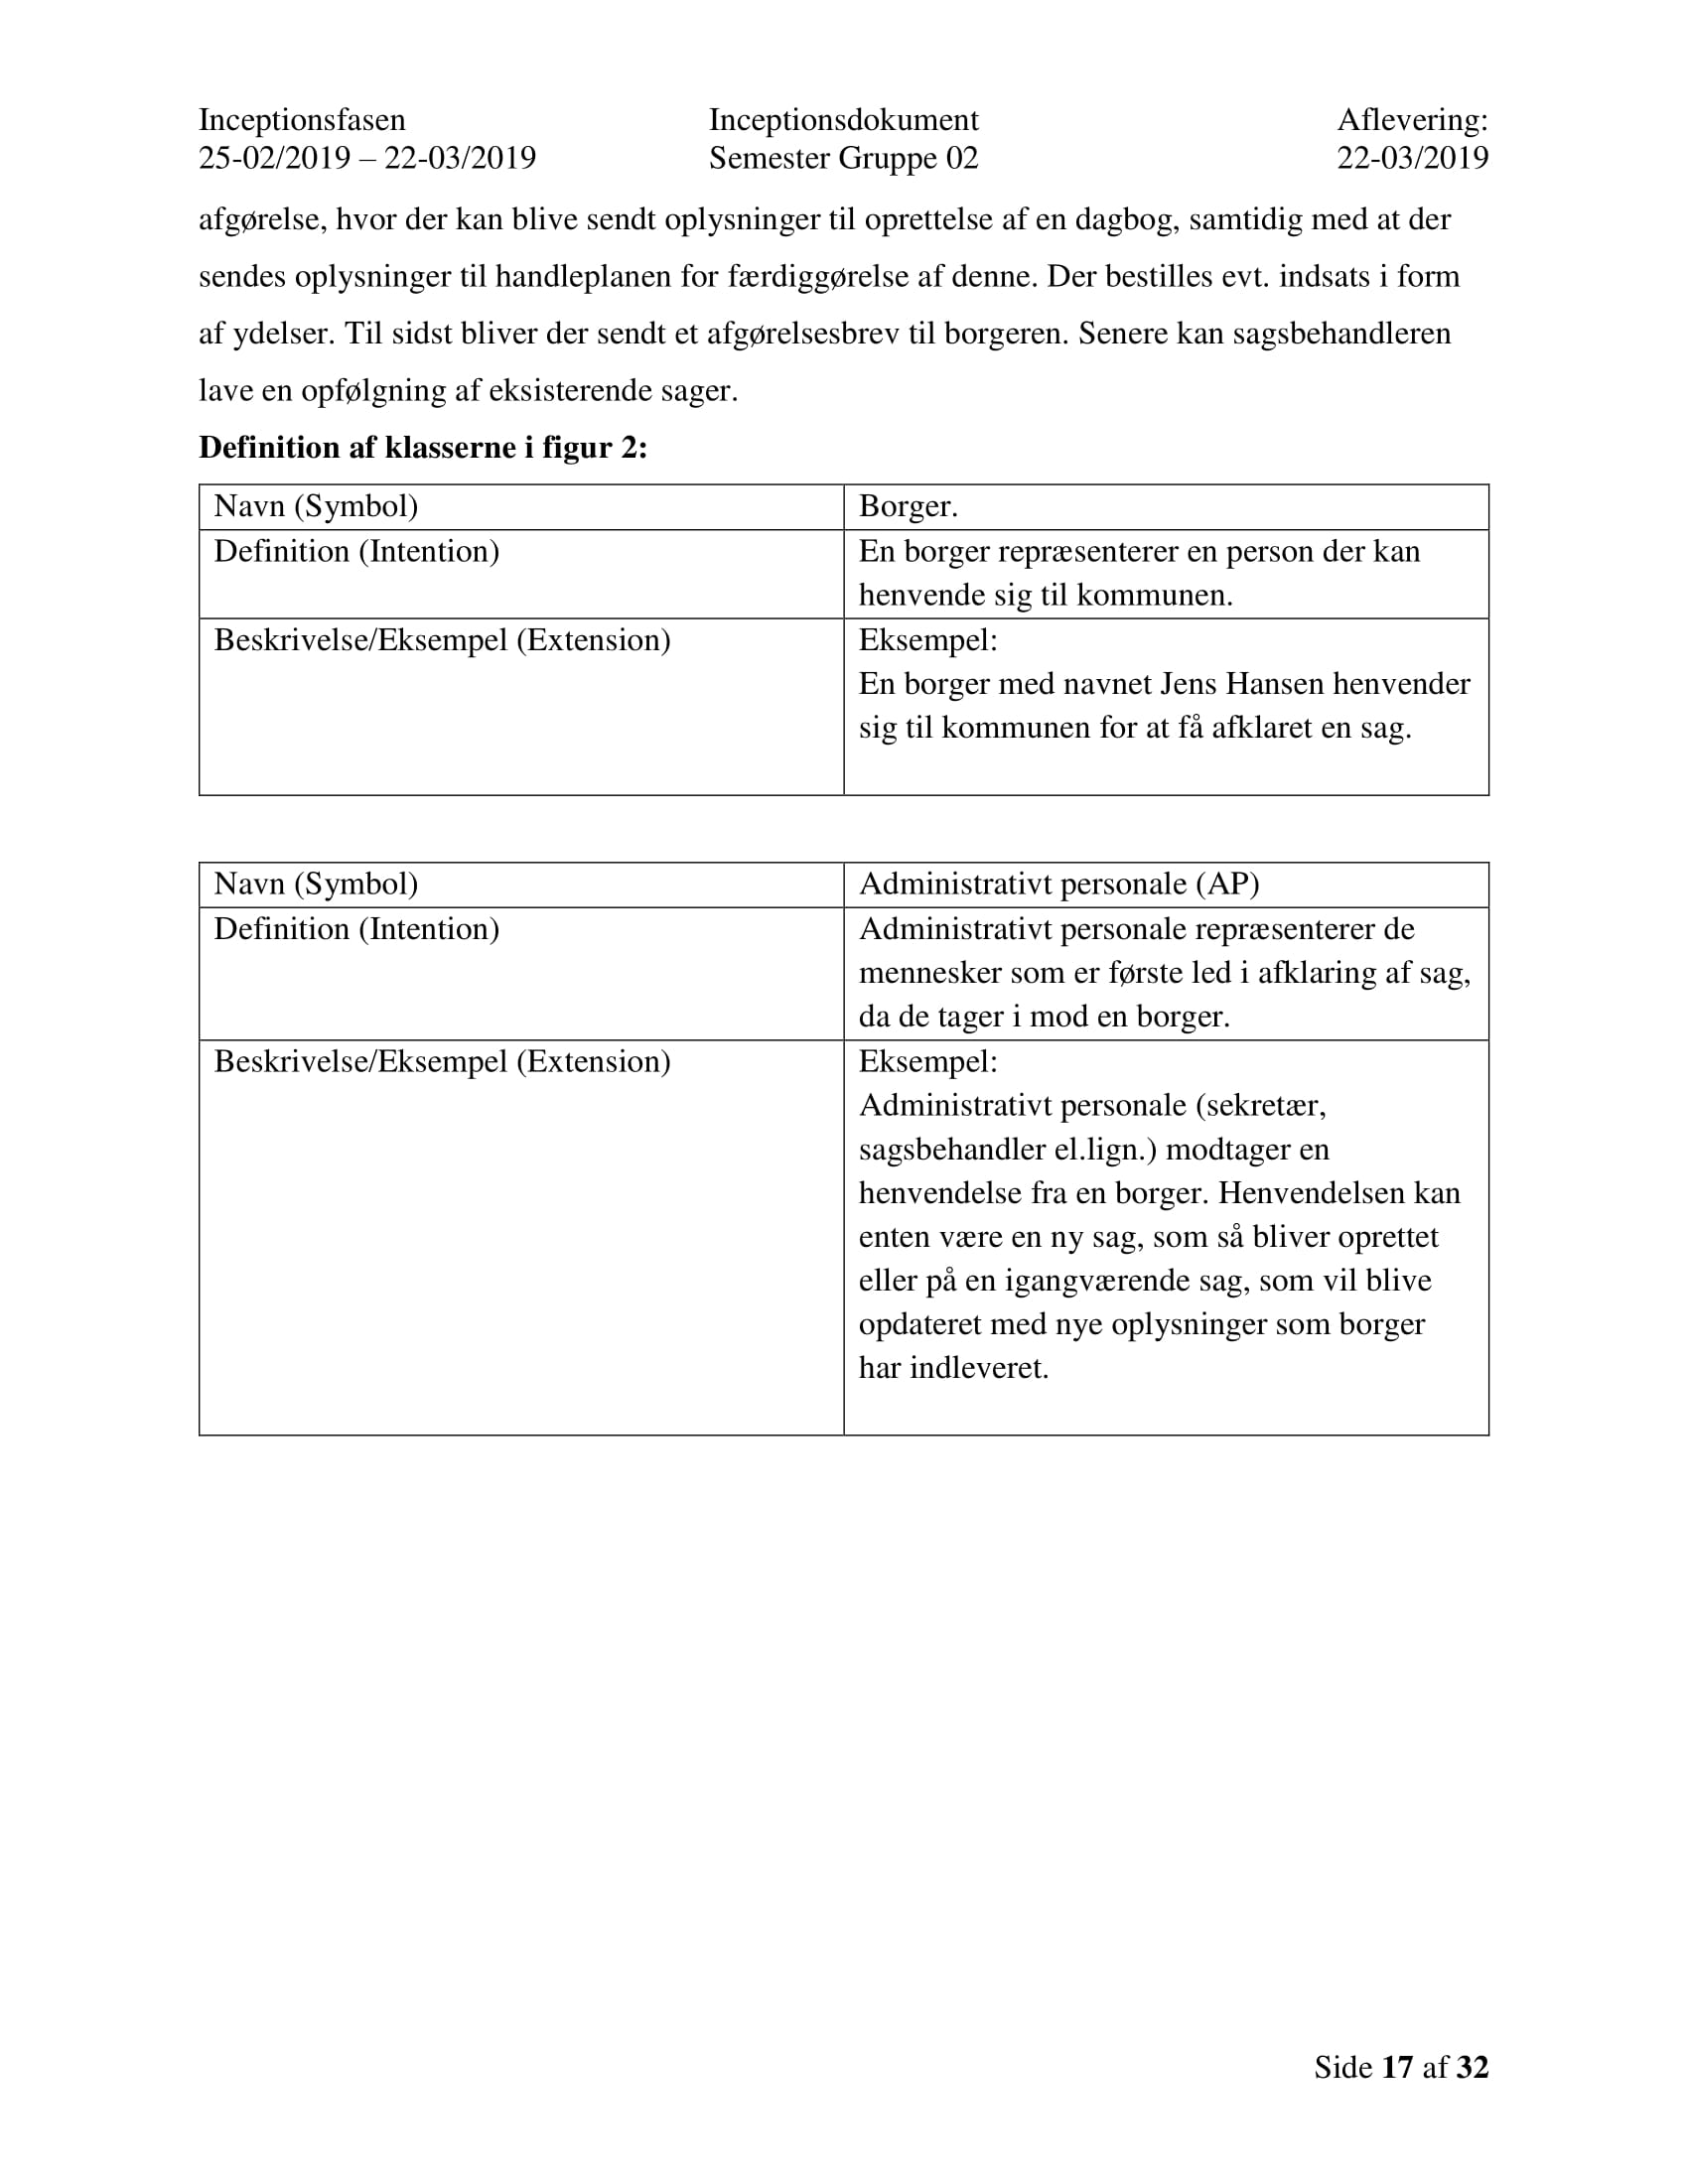 Inceptionsfasen Inceptionsdokument Aflevering:
25-02/2019 – 22-03/2019 Semester Gruppe 02 22-03/2019
afgørelse, hvor der kan blive sendt oplysninger til oprettelse af en dagbog, samtidig med at der
sendes oplysninger til handleplanen for færdiggørelse af denne. Der bestilles evt. indsats i form
af ydelser. Til sidst bliver der sendt et afgørelsesbrev til borgeren. Senere kan sagsbehandleren
lave en opfølgning af eksisterende sager.
Definition af klasserne i figur 2:
Navn (Symbol) Borger.
Definition (Intention) En borger repræsenterer en person der kan
henvende sig til kommunen.
Beskrivelse/Eksempel (Extension) Eksempel:
En borger med navnet Jens Hansen henvender
sig til kommunen for at få afklaret en sag.
Navn (Symbol) Administrativt personale (AP)
Definition (Intention) Administrativt personale repræsenterer de
mennesker som er første led i afklaring af sag,
da de tager i mod en borger.
Beskrivelse/Eksempel (Extension) Eksempel:
Administrativt personale (sekretær,
sagsbehandler el.lign.) modtager en
henvendelse fra en borger. Henvendelsen kan
enten være en ny sag, som så bliver oprettet
eller på en igangværende sag, som vil blive
opdateret med nye oplysninger som borger
har indleveret.
Side 17 af 32